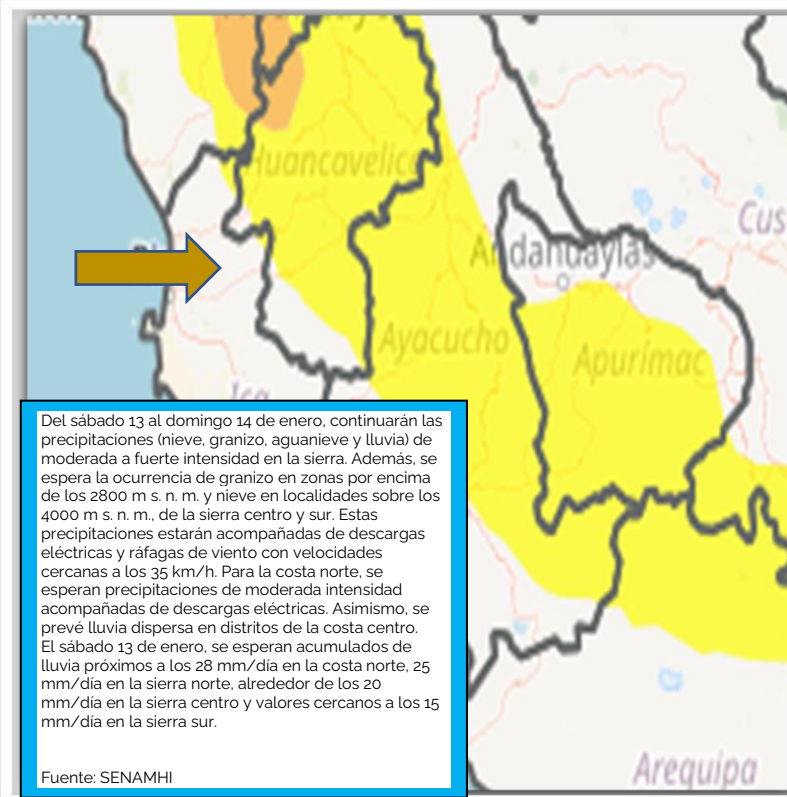 Huancavelica
Cus
Andahuaylas
Ayacucho
Apurímac
Ica
Del sábado 13 al domingo 14 de enero, continuarán las
precipitaciones (nieve, granizo, aguanieve y lluvia) de
moderada a fuerte intensidad en la sierra. Además, se
espera la ocurrencia de granizo en zonas por encima
de los 2800 m s. n. m. y nieve en localidades sobre los
4000 m s. n. m., de la sierra centro y sur. Estas
precipitaciones estarán acompañadas de descargas
eléctricas y ráfagas de viento con velocidades
cercanas a los 35 km/h. Para la costa norte, se
esperan precipitaciones de moderada intensidad
acompañadas de descargas eléctricas. Asimismo, se
prevé lluvia dispersa en distritos de la costa centro.
El sábado 13 de enero, se esperan acumulados de
lluvia próximos a los 28 mm/día en la costa norte, 25
mm/día en la sierra norte, alrededor de los 20
mm/día en la sierra centro y valores cercanos a los 15
mm/día en la sierra sur.
Fuente: SENAMHI
Arequipa